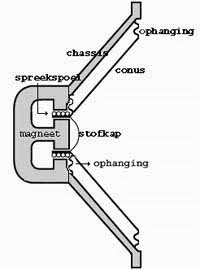 ophanging
chassis
conus
spreekspoel
magneet
stofkap
ophanging